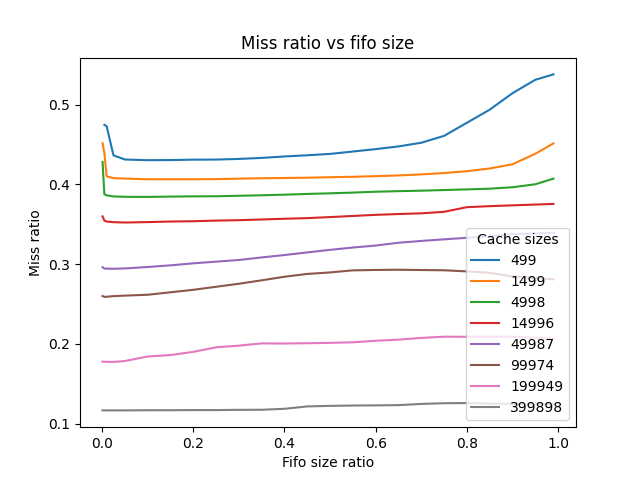 Miss ratio vs fifo size
Miss ratio
0.5
0.4
0.3
0.2
0.1
0.0 0.2 0.4 0.6 0.8 1.0
Fifo size ratio
Cache sizes
499
1499
4998
14996
49987
99974
199949
399898